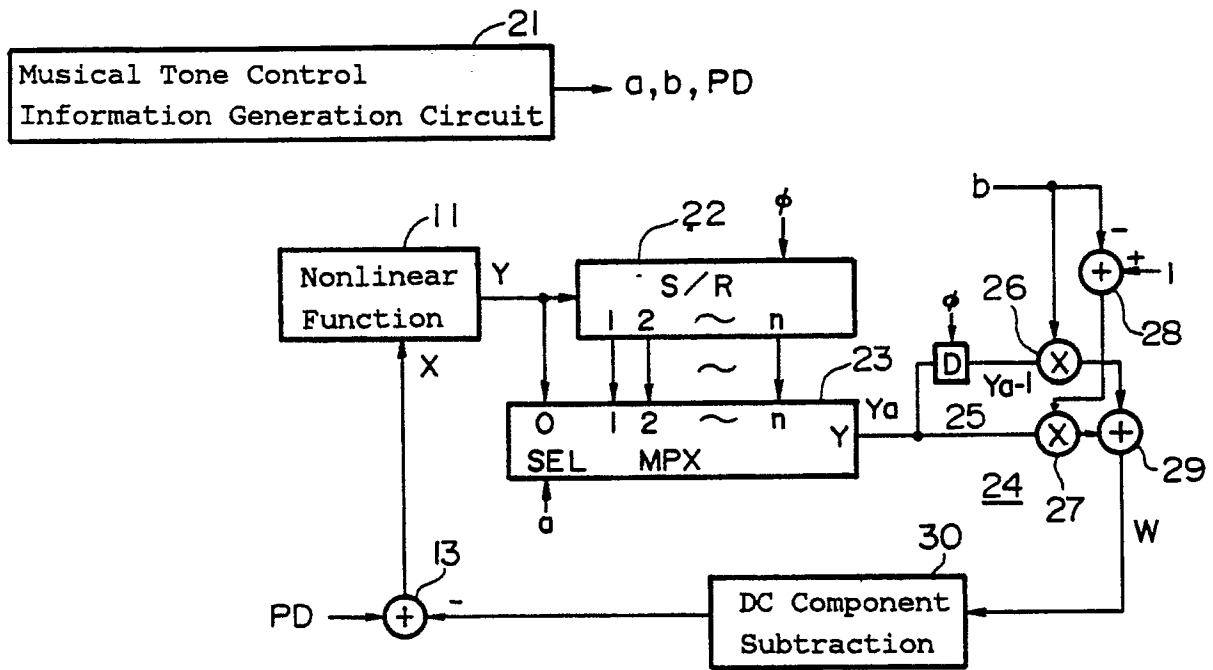 21
Musical Tone Control
Information Generation Circuit
a, b, PD
b
11
22
φ
Nonlinear
Function
Y
S/R
1 2 ~ n
-
+
1
+
28
26
φ
D
Ya-1
X
X
~
23
0 1 2 ~ n
Y
SEL MPX
Ya
25
X
+
29
24
27
a
W
13
30
PD
+
-
DC Component
Subtraction